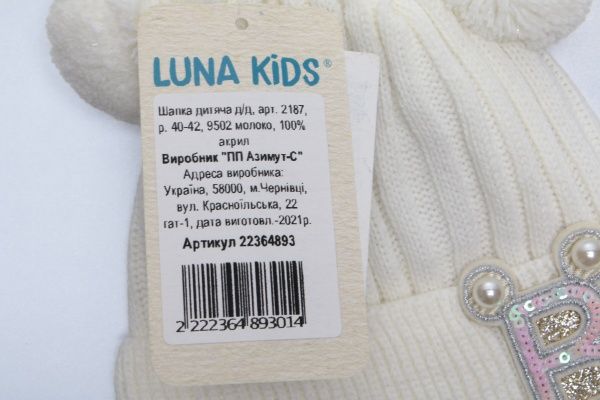 LUNA KiDS®
Шапка дитяча д/д, арт. 2187,
р. 40-42, 9502 молоко, 100%
акрил
Виробник "ПП Азимут-С"
Адреса виробника:
Україна, 58000, м.Чернівці,
вул. Красноїльська, 22
гат-1, дата виготовл.-2021р.
Артикул 22364893
2 222364 893014